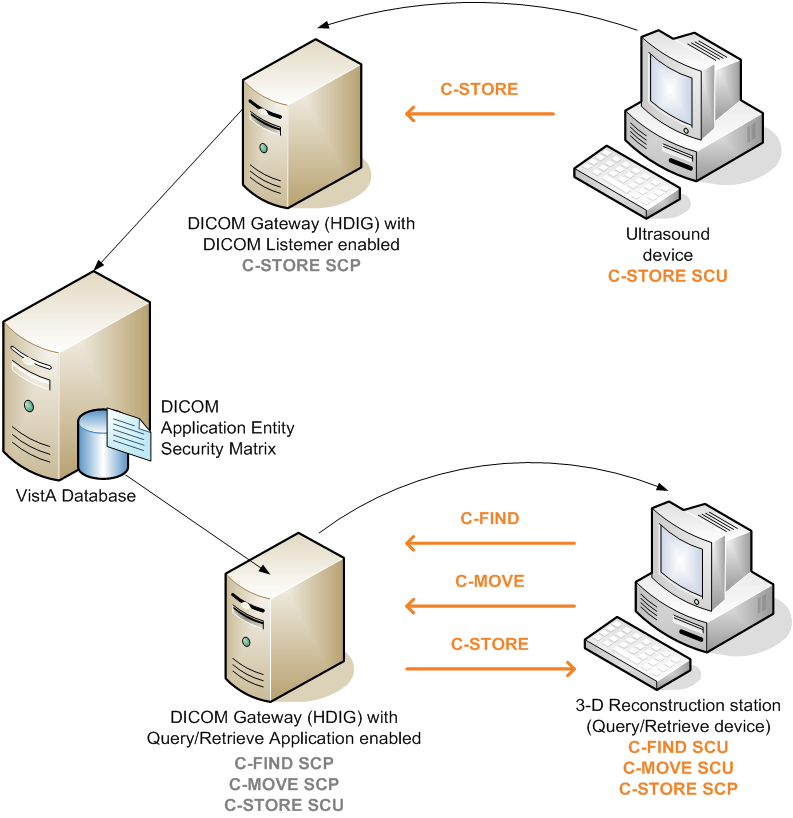 C-STORE
DICOM Gateway (HDIG) with
DICOM Listemer enabled
C-STORE SCP
Ultrasound
device
C-STORE SCU
DICOM
Application Entity
Security Matrix
VistA Database
C-FIND
C-MOVE
C-STORE
DICOM Gateway (HDIG) with
Query/Retrieve Application enabled
C-FIND SCP
C-MOVE SCP
C-STORE SCU
3-D Reconstruction station
(Query/Retrieve device)
C-FIND SCU
C-MOVE SCU
C-STORE SCP